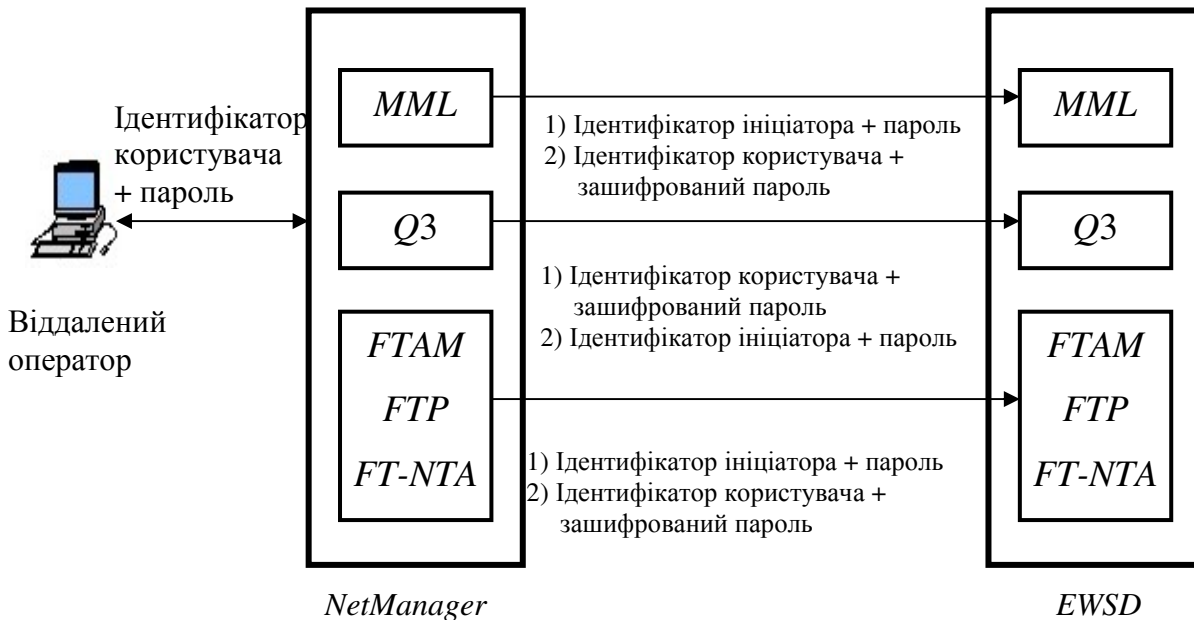 Ідентифікатор
користувача
+ пароль
Віддалений
оператор
MML
Q3
FTAM
FTP
FT-NTA
NetManager
1) Ідентифікатор ініціатора + пароль
2) Ідентифікатор користувача +
зашифрований пароль
1) Ідентифікатор користувача +
зашифрований пароль
2) Ідентифікатор ініціатора + пароль
1) Ідентифікатор ініціатора + пароль
2) Ідентифікатор користувача +
зашифрований пароль
MML
Q3
FTAM
FTP
FT-NTA
EWSD